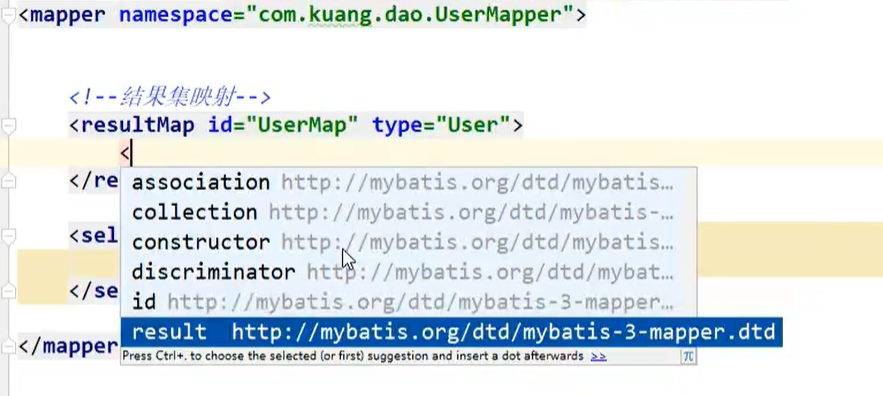 <mapper namespace="com.kuang.dao.UserMapper">
<!--结果集映射-->
<resultMap id="UserMap" type="User">
<
</re
association http://mybatis.org/dtd/mybatis…
collection http://mybatis.org/dtd/mybatis-…
constructor http://mybatis.org/dtd/mybatis…
<sel
discriminator http://mybatis.org/dtd/mybat…
</se
id http://mybatis.org/dtd/mybatis-3-mapper…
result http://mybatis.org/dtd/mybatis-3-mapper.dtd
</mapper
Press Ctrl+. to choose the selected (or first) suggestion and insert a dot afterwards >> π